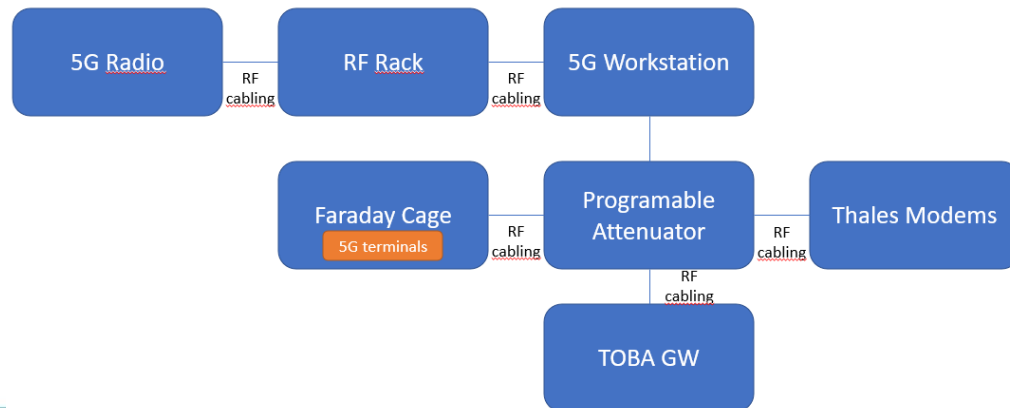 5G Radio
RF
cabling
RF Rack
RF
cabling
5G Workstation
Faraday Cage
5G terminals
RF
cabling
Programable
Attenuator
RF
cabling
Thales Modems
RF
cabling
TOBA GW